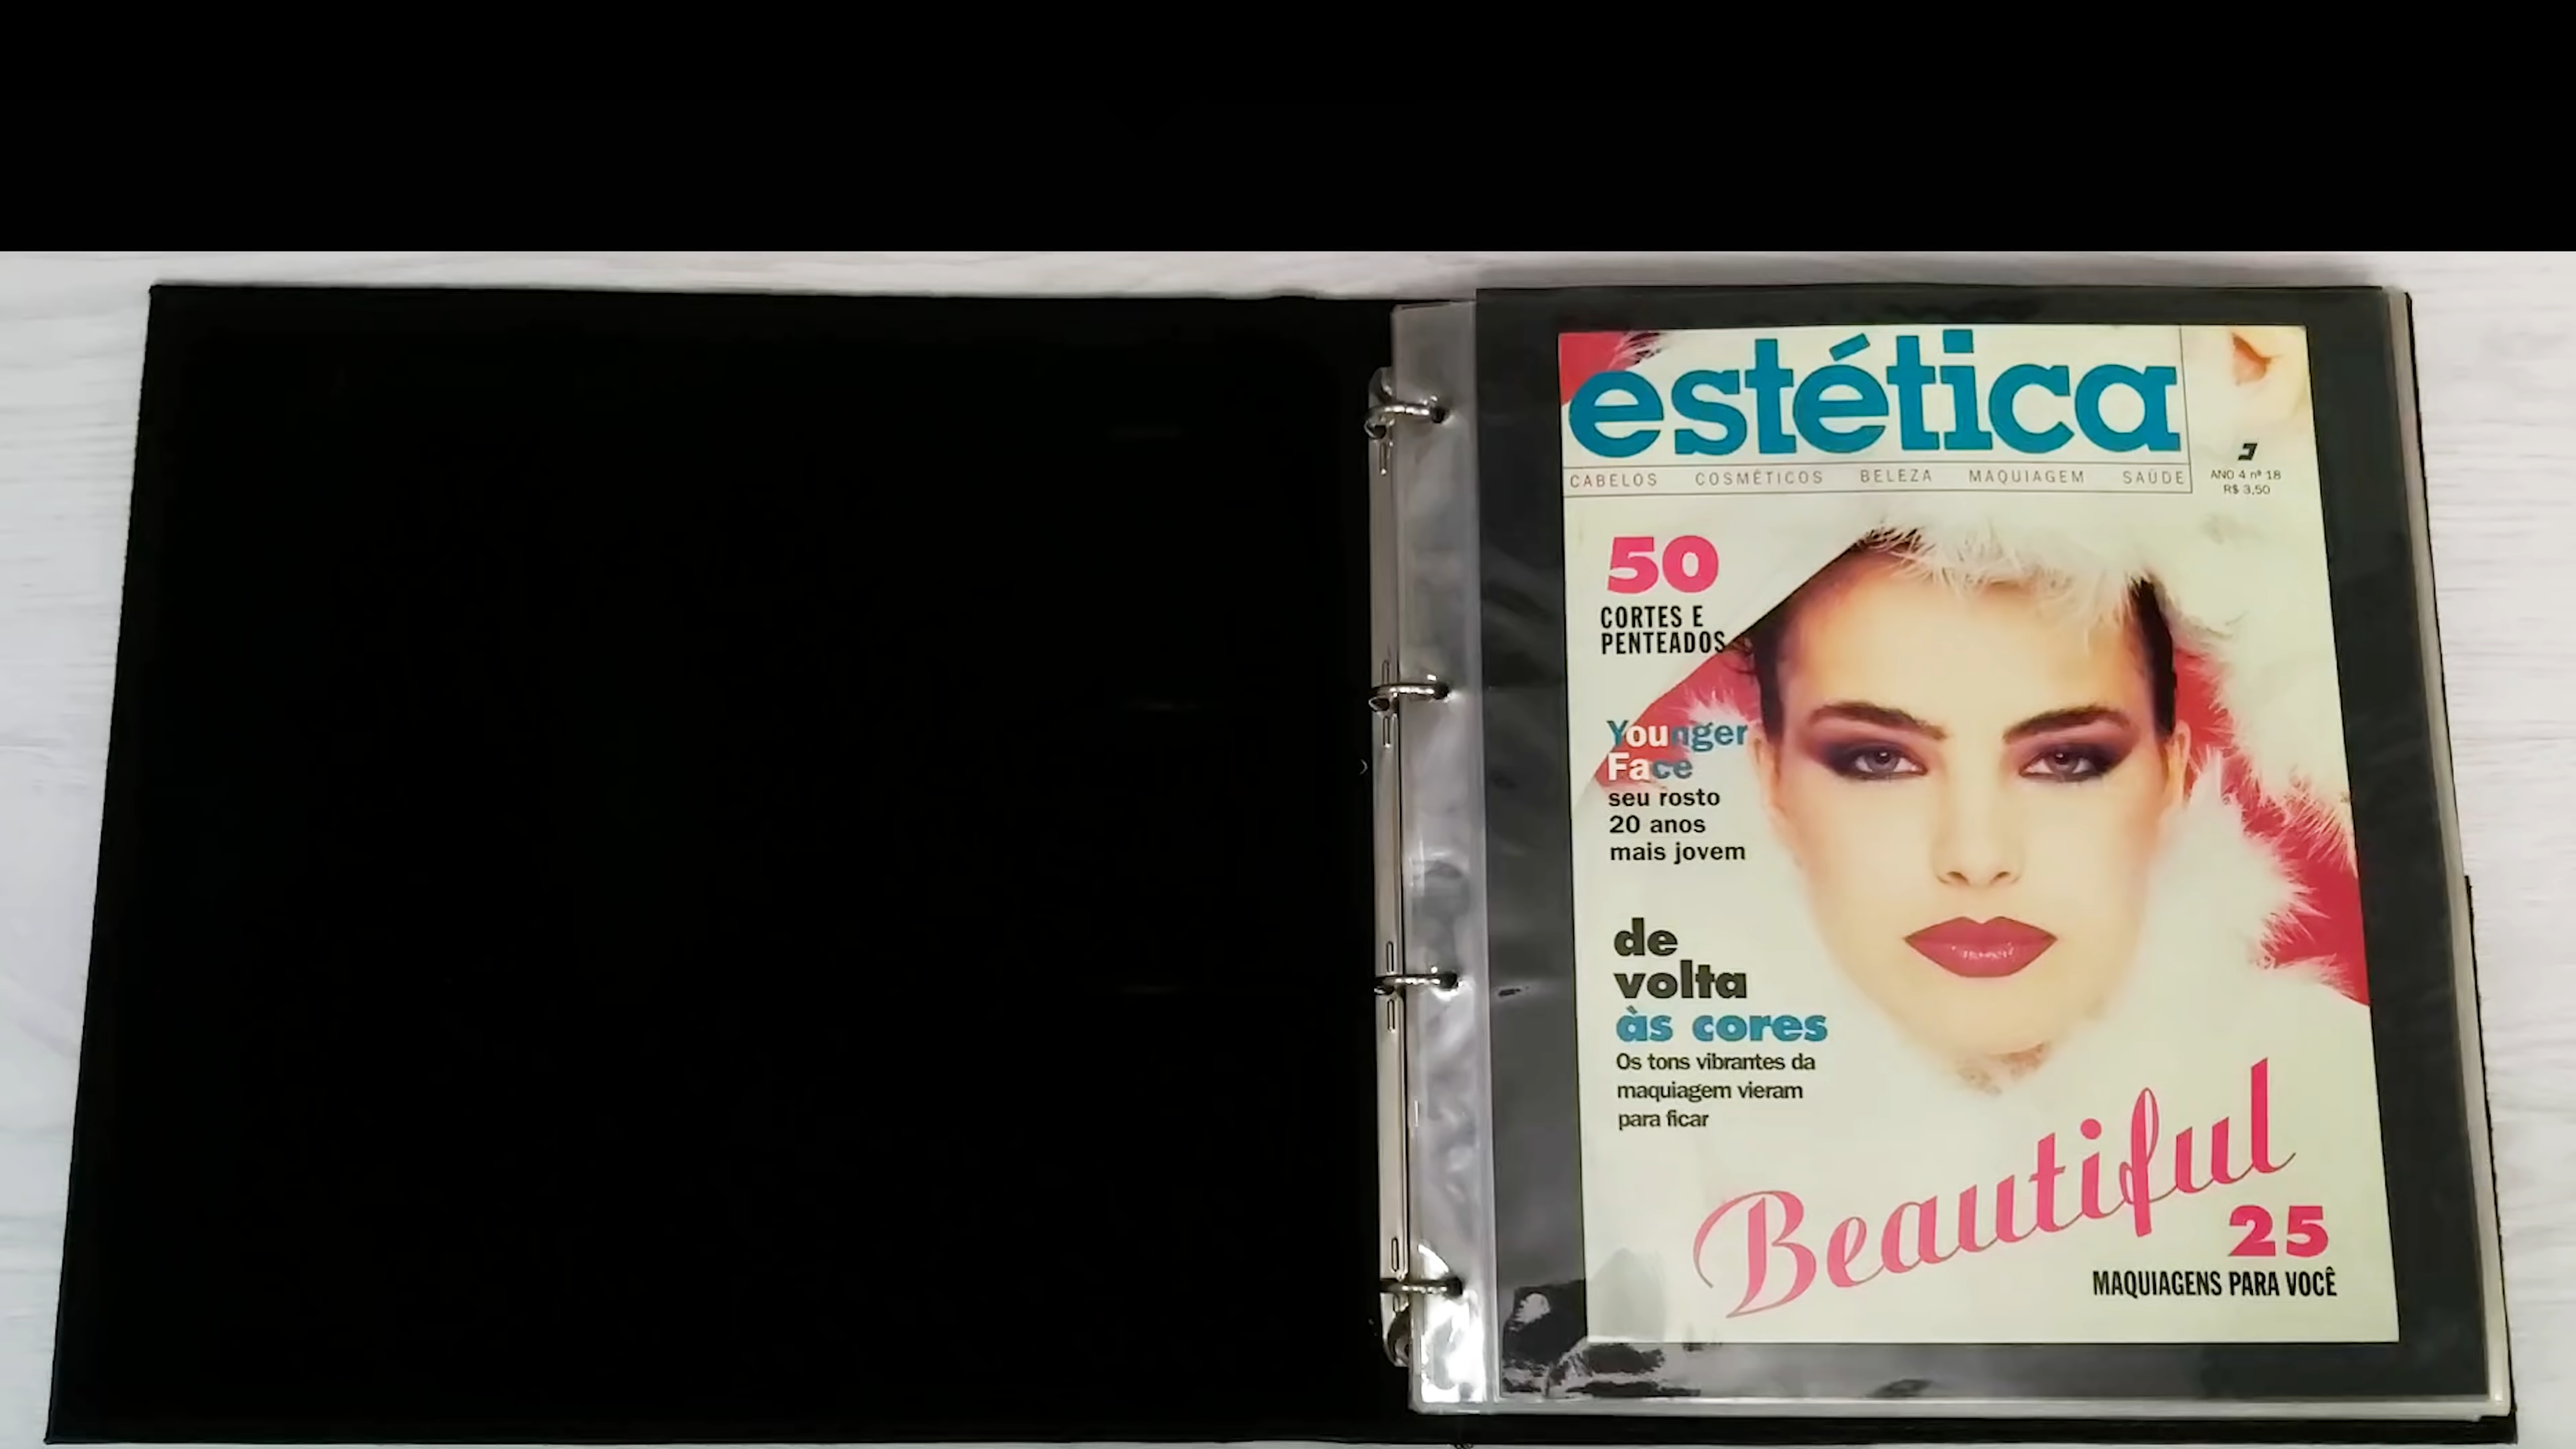 estética
CABELOS COSMÉTICOS BELEZA MAQUIAGEM SAÚDE
ANO 4 nº 18
R$ 3,50
50
CORTES E
PENTEADOS
Younger
Face
seu rosto
20 anos
mais jovem
de
volta
às cores
Os tons vibrantes da
maquiagem vieram
para ficar
Beautiful
25
MAQUIAGENS PARA VOCÊ